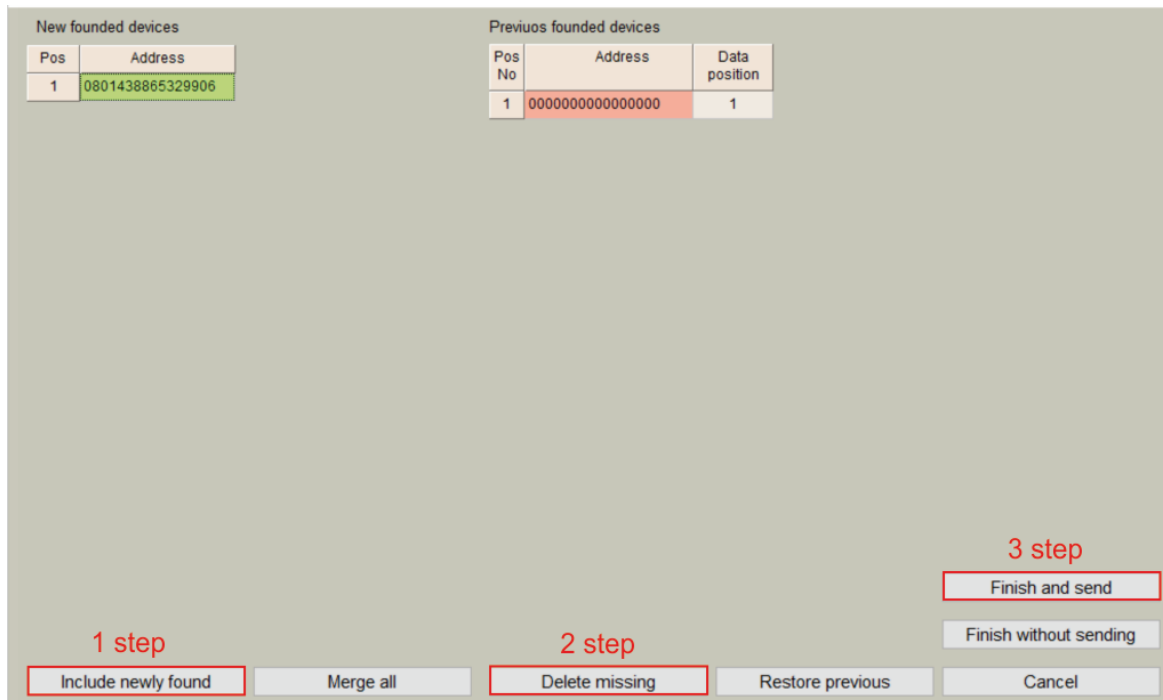 New founded devices
Pos Address
1 0801438865329906
Previuos founded devices
Pos No Address Data position
1 0000000000000000 1
3 step
Finish and send
Finish without sending
1 step
2 step
Include newly found
Merge all
Delete missing
Restore previous
Cancel